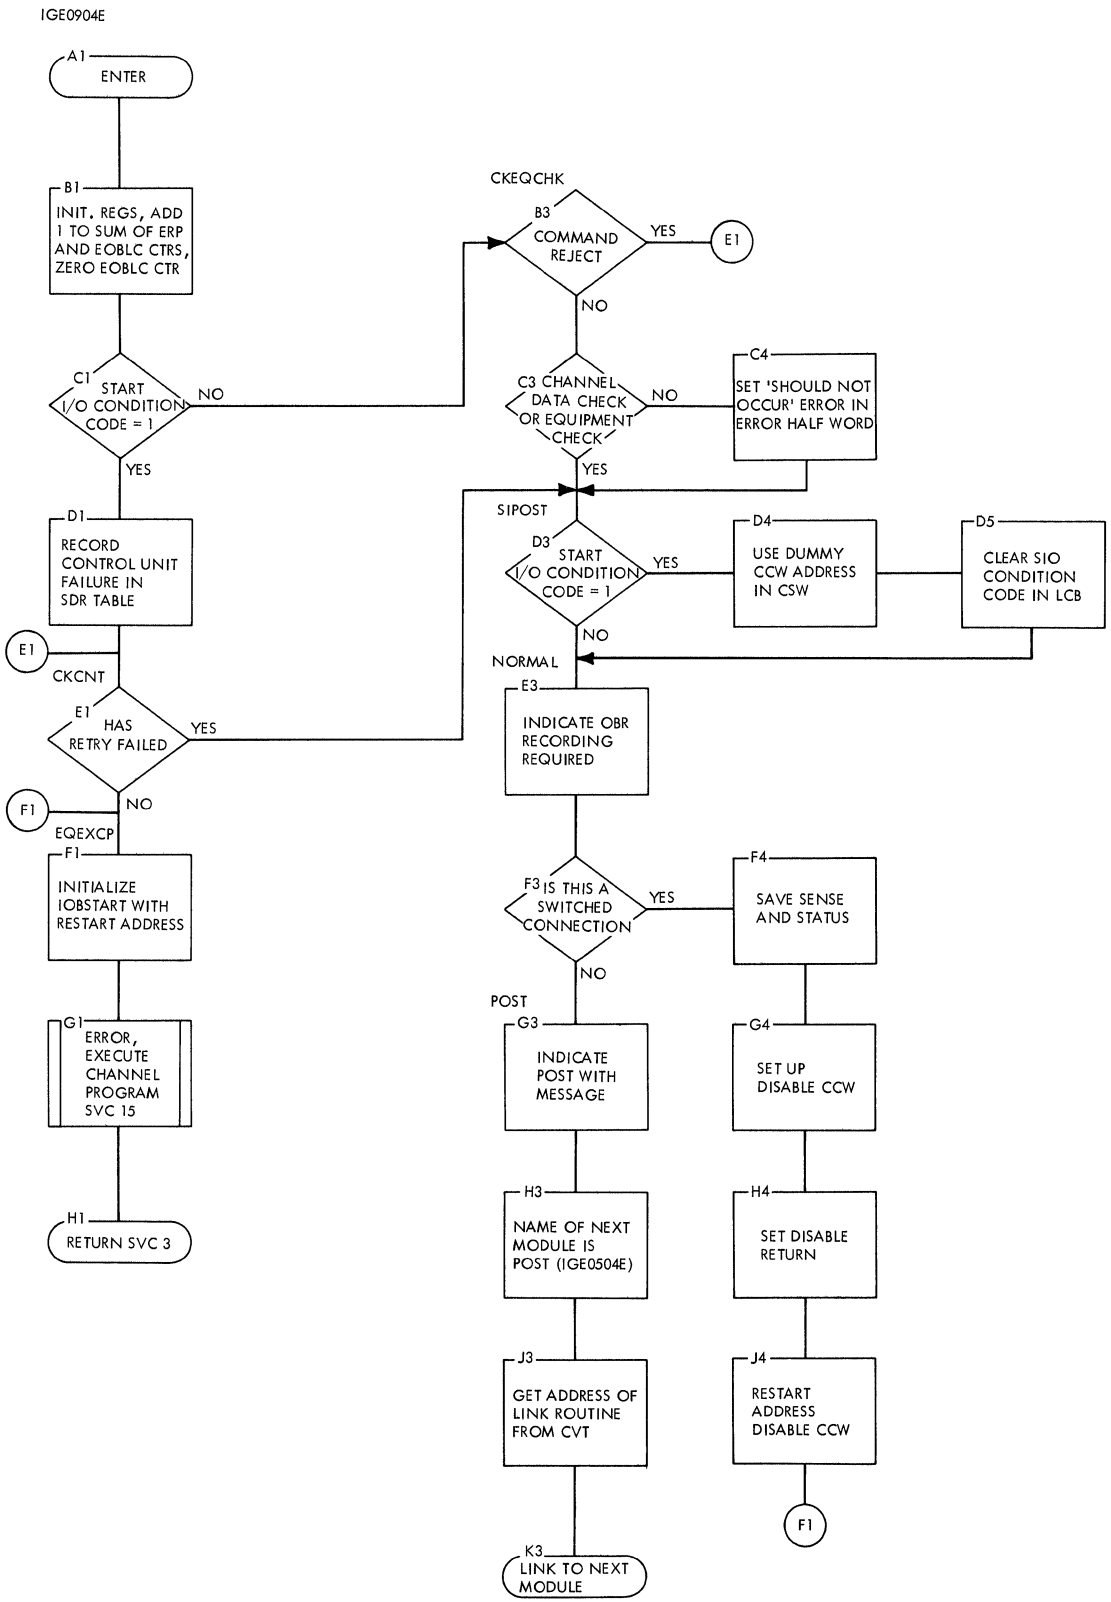 IGE0904E
A1
ENTER
B1
INIT. REGS, ADD
1 TO SUM OF ERP
AND EOBLC CTRS,
ZERO EOBLC CTR
C1
START
I/O CONDITION
CODE = 1
NO
YES
D1
RECORD
CONTROL UNIT
FAILURE IN
SDR TABLE
E1
CKCNT
E1
HAS
RETRY FAILED
YES
NO
F1
EQEXCP
F1
INITIALIZE
IOBSTART WITH
RESTART ADDRESS
G1
ERROR,
EXECUTE
CHANNEL
PROGRAM
SVC 15
H1
RETURN SVC 3
CKEQCHK
B3
COMMAND
REJECT
YES
E1
NO
C3 CHANNEL
DATA CHECK
OR EQUIPMENT
CHECK
NO
YES
C4
SET 'SHOULD NOT
OCCUR' ERROR IN
ERROR HALF WORD
SIPOST
D3
START
I/O CONDITION
CODE = 1
YES
NO
D4
USE DUMMY
CCW ADDRESS
IN CSW
D5
CLEAR SIO
CONDITION
CODE IN LCB
NORMAL
E3
INDICATE OBR
RECORDING
REQUIRED
F3 IS THIS A
SWITCHED
CONNECTION
YES
NO
F4
SAVE SENSE
AND STATUS
POST
G3
INDICATE
POST WITH
MESSAGE
G4
SET UP
DISABLE CCW
H3
NAME OF NEXT
MODULE IS
POST (IGE0504E)
H4
SET DISABLE
RETURN
J3
GET ADDRESS OF
LINK ROUTINE
FROM CVT
J4
RESTART
ADDRESS
DISABLE CCW
F1
K3
LINK TO NEXT
MODULE